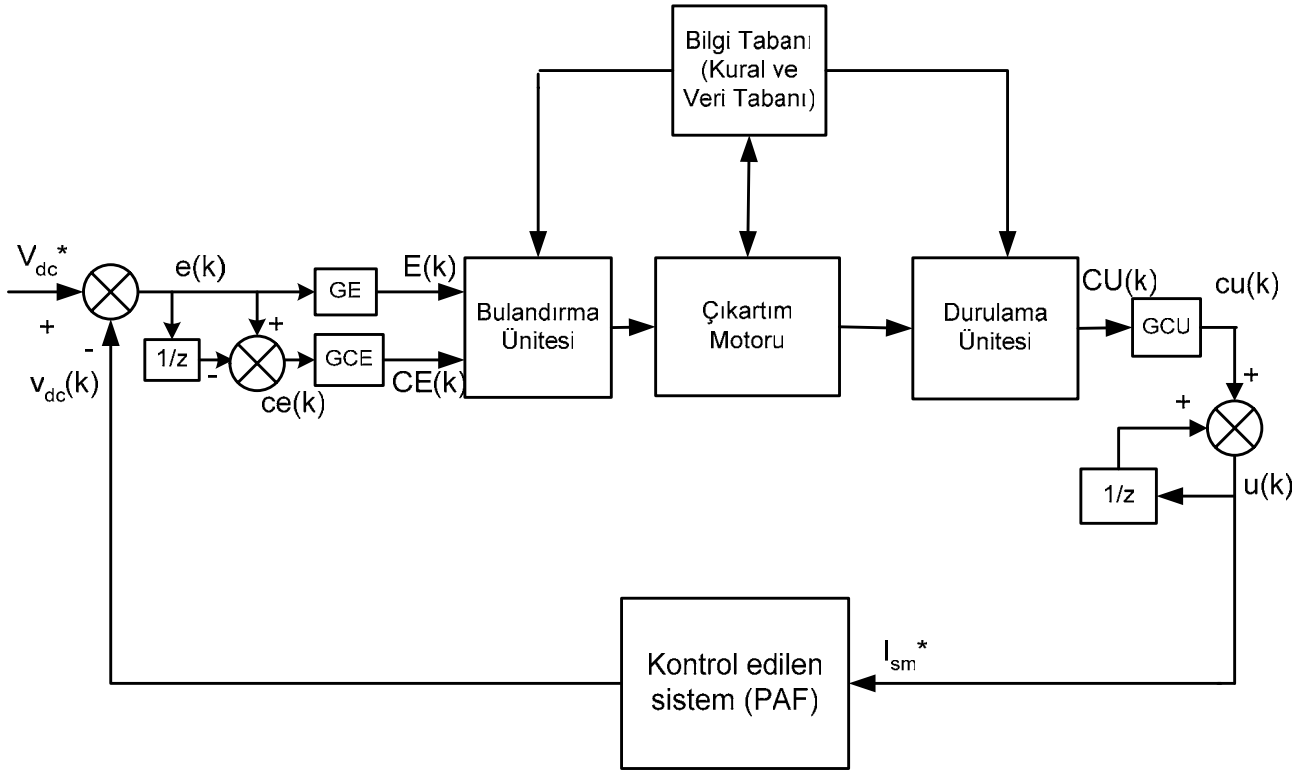 Bilgi Tabanı
(Kural ve
Veri Tabanı)
V_dc*
+
-
v_dc(k)
e(k)
1/z
+
-
ce(k)
GE
GCE
E(k)
CE(k)
Bulandırma
Ünitesi
Çıkartım
Motoru
Durulama
Ünitesi
CU(k)
GCU
cu(k)
+
+
1/z
u(k)
I_sm*
Kontrol edilen
sistem (PAF)